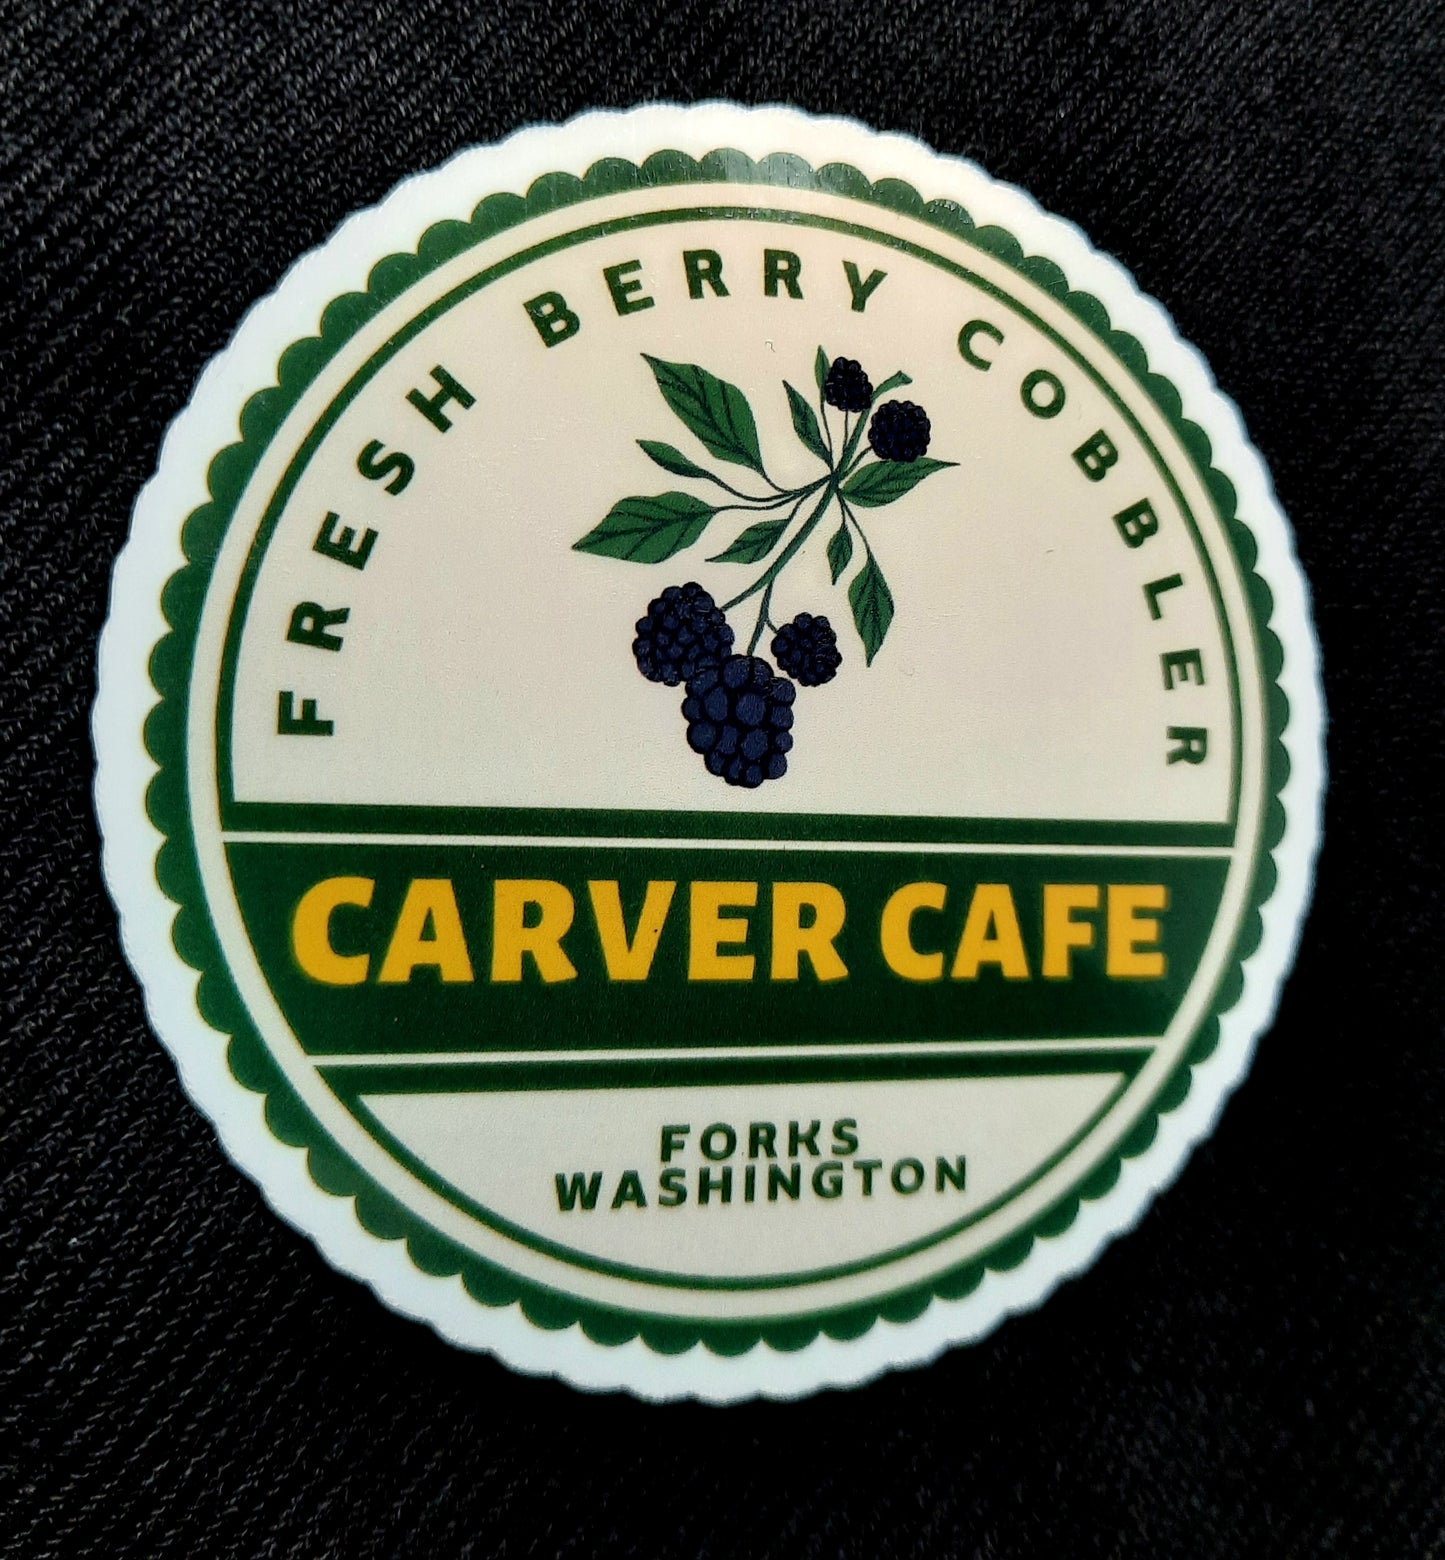 FRESH BERRY COBBLER
CARVER CAFE
FORKS
WASHINGTON